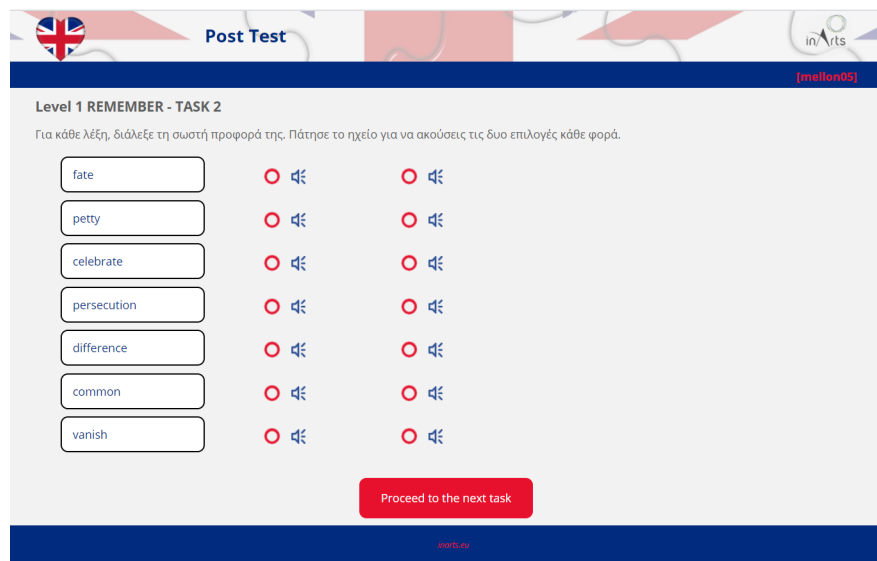 Post Test
in/\rts
[mellon05]
Level 1 REMEMBER - TASK 2
Για κάθε λέξη, διάλεξε τη σωστή προφορά της. Πάτησε το ηχείο για να ακούσεις τις δυο επιλογές κάθε φορά.
fate
petty
celebrate
persecution
difference
common
vanish
Proceed to the next task
inarts.eu